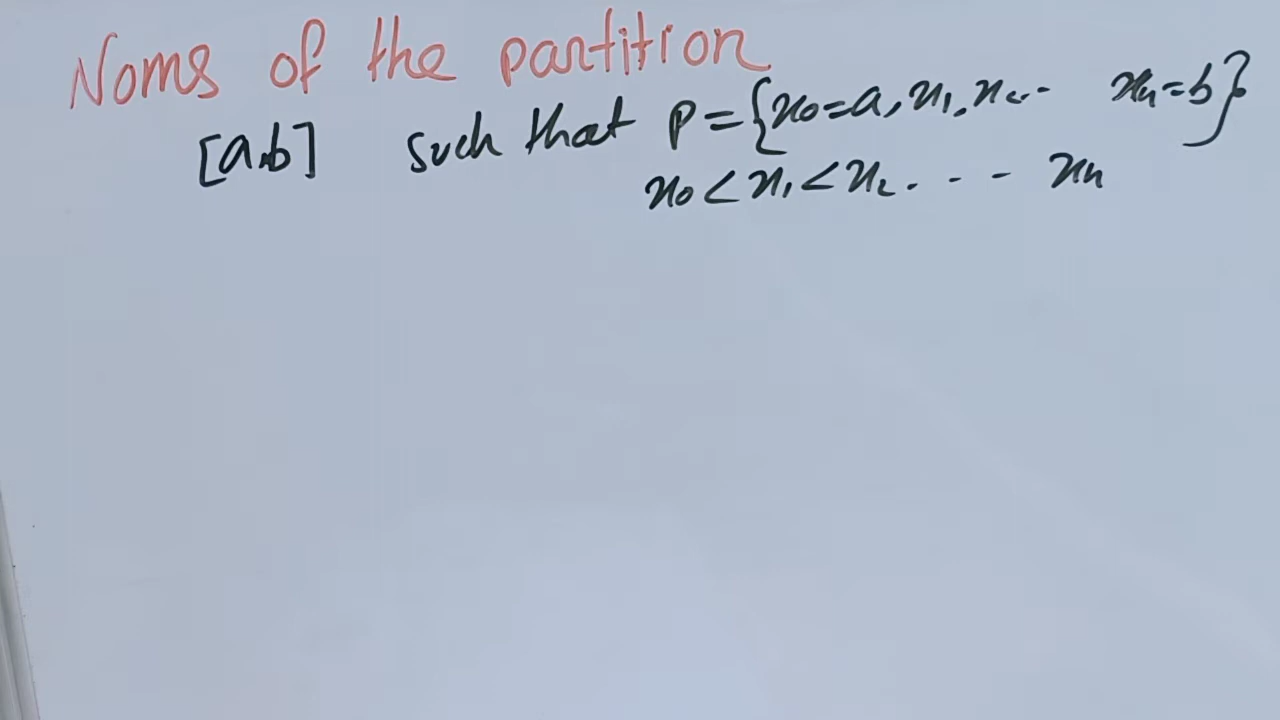 Noms of the partition
[a,b] such that P={x₀=a, x₁, x₂.. xₙ=b}
x₀<x₁<x₂. - - xₙ